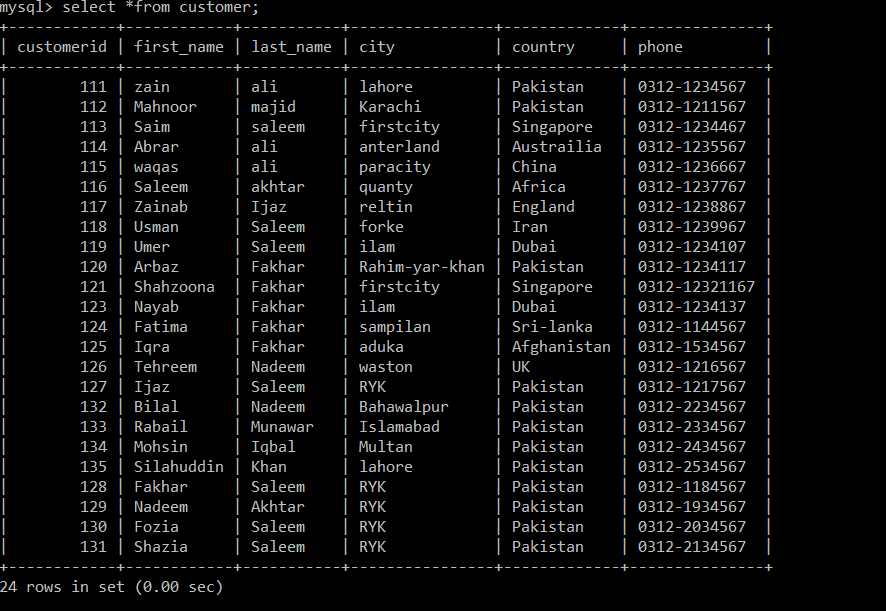 mysql> select *from customer;
+------------+------------+-----------+----------------+-------------+---------------+
| customerid | first_name | last_name | city           | country     | phone         |
+------------+------------+-----------+----------------+-------------+---------------+
|        111 | zain       | ali       | lahore         | Pakistan    | 0312-1234567  |
|        112 | Mahnoor    | majid     | Karachi        | Pakistan    | 0312-1211567  |
|        113 | Saim       | saleem    | firstcity      | Singapore   | 0312-1234467  |
|        114 | Abrar      | ali       | anterland      | Austrailia  | 0312-1235567  |
|        115 | waqas      | ali       | paracity       | China       | 0312-1236667  |
|        116 | Saleem     | akhtar    | quanty         | Africa      | 0312-1237767  |
|        117 | Zainab     | Ijaz      | reltin         | England     | 0312-1238867  |
|        118 | Usman      | Saleem    | forke          | Iran        | 0312-1239967  |
|        119 | Umer       | Saleem    | ilam           | Dubai       | 0312-1234107  |
|        120 | Arbaz      | Fakhar    | Rahim-yar-khan | Pakistan    | 0312-1234117  |
|        121 | Shahzoona  | Fakhar    | firstcity      | Singapore   | 0312-12321167 |
|        123 | Nayab      | Fakhar    | ilam           | Dubai       | 0312-1234137  |
|        124 | Fatima     | Fakhar    | sampilan       | Sri-lanka   | 0312-1144567  |
|        125 | Iqra       | Fakhar    | aduka          | Afghanistan | 0312-1534567  |
|        126 | Tehreem    | Nadeem    | waston         | UK          | 0312-1216567  |
|        127 | Ijaz       | Saleem    | RYK            | Pakistan    | 0312-1217567  |
|        132 | Bilal      | Nadeem    | Bahawalpur     | Pakistan    | 0312-2234567  |
|        133 | Rabail     | Munawar   | Islamabad      | Pakistan    | 0312-2334567  |
|        134 | Mohsin     | Iqbal     | Multan         | Pakistan    | 0312-2434567  |
|        135 | Silahuddin | Khan      | lahore         | Pakistan    | 0312-2534567  |
|        128 | Fakhar     | Saleem    | RYK            | Pakistan    | 0312-1184567  |
|        129 | Nadeem     | Akhtar    | RYK            | Pakistan    | 0312-1934567  |
|        130 | Fozia      | Saleem    | RYK            | Pakistan    | 0312-2034567  |
|        131 | Shazia     | Saleem    | RYK            | Pakistan    | 0312-2134567  |
+------------+------------+-----------+----------------+-------------+---------------+
24 rows in set (0.00 sec)